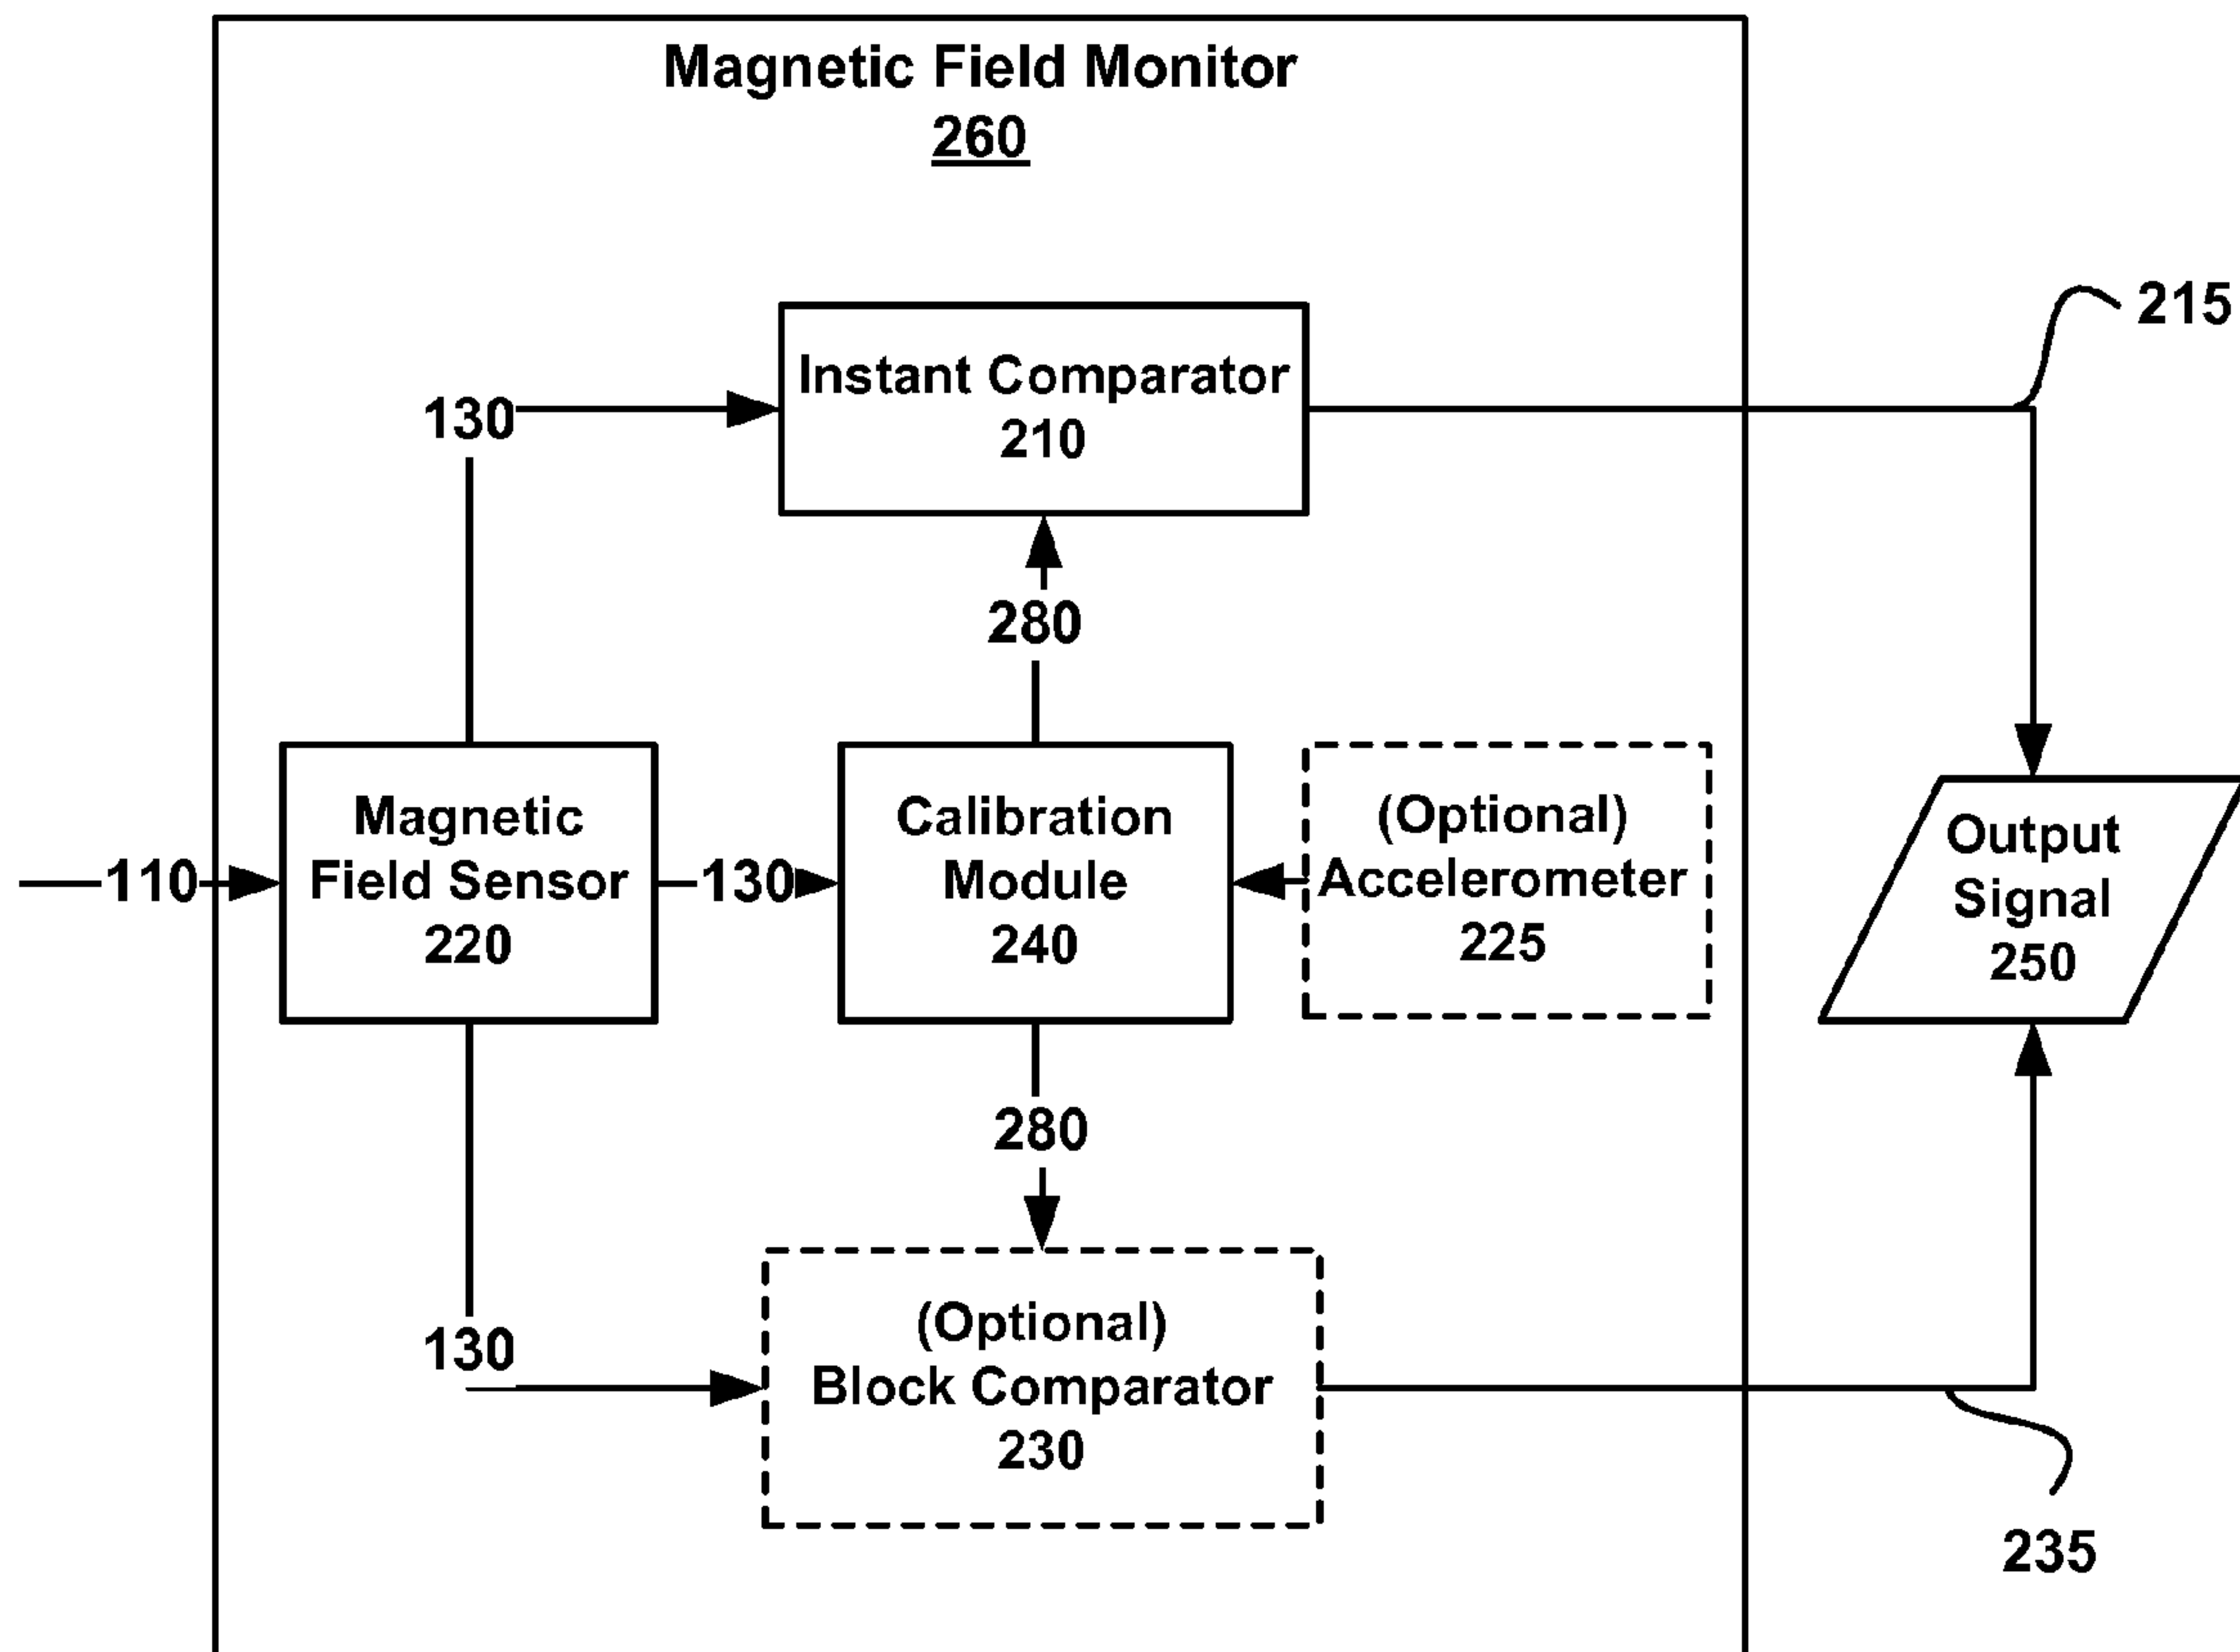 Magnetic Field Monitor
260
215
Instant Comparator
210
130
280
Magnetic
Field Sensor
220
110
130
Calibration
Module
240
(Optional)
Accelerometer
225
Output
Signal
250
280
130
(Optional)
Block Comparator
230
235